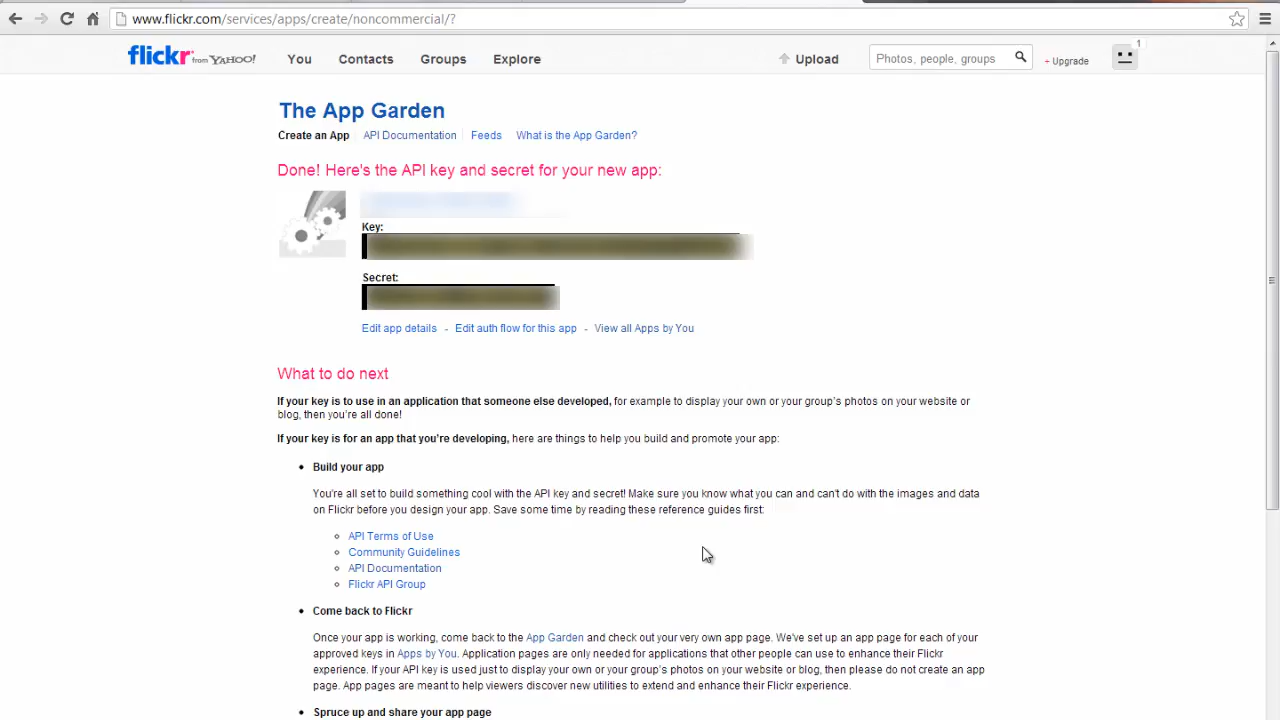 www.flickr.com/services/apps/create/noncommercial/?
flickr from YAHOO! You Contacts Groups Explore Upload Photos, people, groups + Upgrade 1
The App Garden
Create an App API Documentation Feeds What is the App Garden?
Done! Here's the API key and secret for your new app:
Key:
Secret:
Edit app details - Edit auth flow for this app - View all Apps by You
What to do next
If your key is to use in an application that someone else developed, for example to display your own or your group's photos on your website or
blog, then you're all done!
If your key is for an app that you're developing, here are things to help you build and promote your app:
• Build your app
You're all set to build something cool with the API key and secret! Make sure you know what you can and can't do with the images and data
on Flickr before you design your app. Save some time by reading these reference guides first:
API Terms of Use
Community Guidelines
API Documentation
Flickr API Group
• Come back to Flickr
Once your app is working, come back to the App Garden and check out your very own app page. We've set up an app page for each of your
approved keys in Apps by You. Application pages are only needed for applications that other people can use to enhance their Flickr
experience. If your API key is used just to display your own or your group's photos on your website or blog, then please do not create an app
page. App pages are meant to help viewers discover new utilities to extend and enhance their Flickr experience.
• Spruce up and share your app page